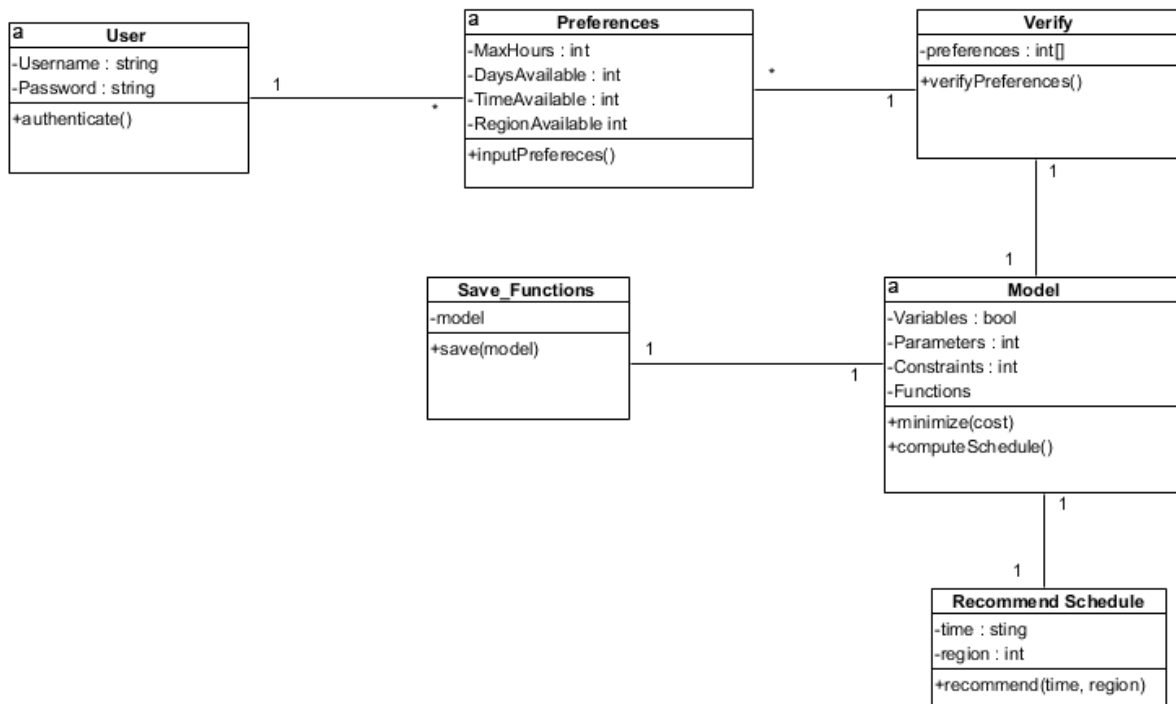 a
User
-Username : string
-Password : string
+authenticate()
1
*
a
Preferences
-MaxHours : int
-DaysAvailable : int
-TimeAvailable : int
-RegionAvailable int
+inputPrefereces()
*
1
Verify
-preferences : int[]
+verifyPreferences()
1
1
Save_Functions
-model
+save(model)
1
1
a
Model
-Variables : bool
-Parameters : int
-Constraints : int
-Functions
+minimize(cost)
+computeSchedule()
1
1
Recommend Schedule
-time : sting
-region : int
+recommend(time, region)